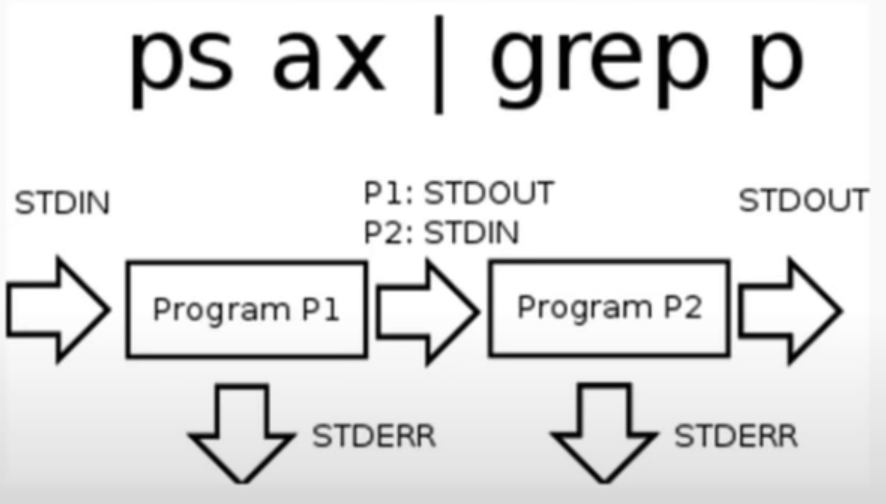 ps ax | grep p
STDIN
P1: STDOUT
P2: STDIN
STDOUT
Program P1
Program P2
STDERR
STDERR